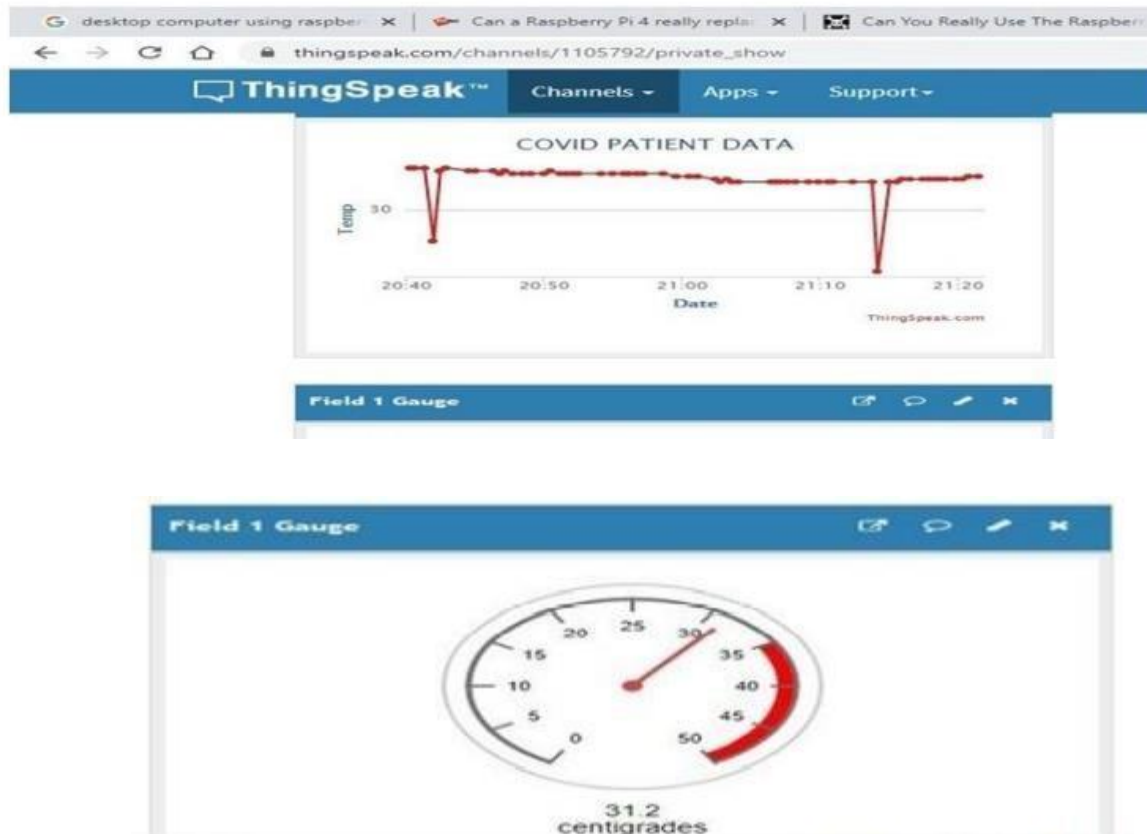 desktop computer using raspber
Can a Raspberry Pi 4 really repla
Can You Really Use The Raspberr
thingspeak.com/channels/1105792/private_show
ThingSpeak™ Channels Apps Support
COVID PATIENT DATA
Temp
30
20:40 20:50 21:00 21:10 21:20
Date
ThingSpeak.com
Field 1 Gauge
Field 1 Gauge
0 5 10 15 20 25 30 35 40 45 50
31.2
centigrades